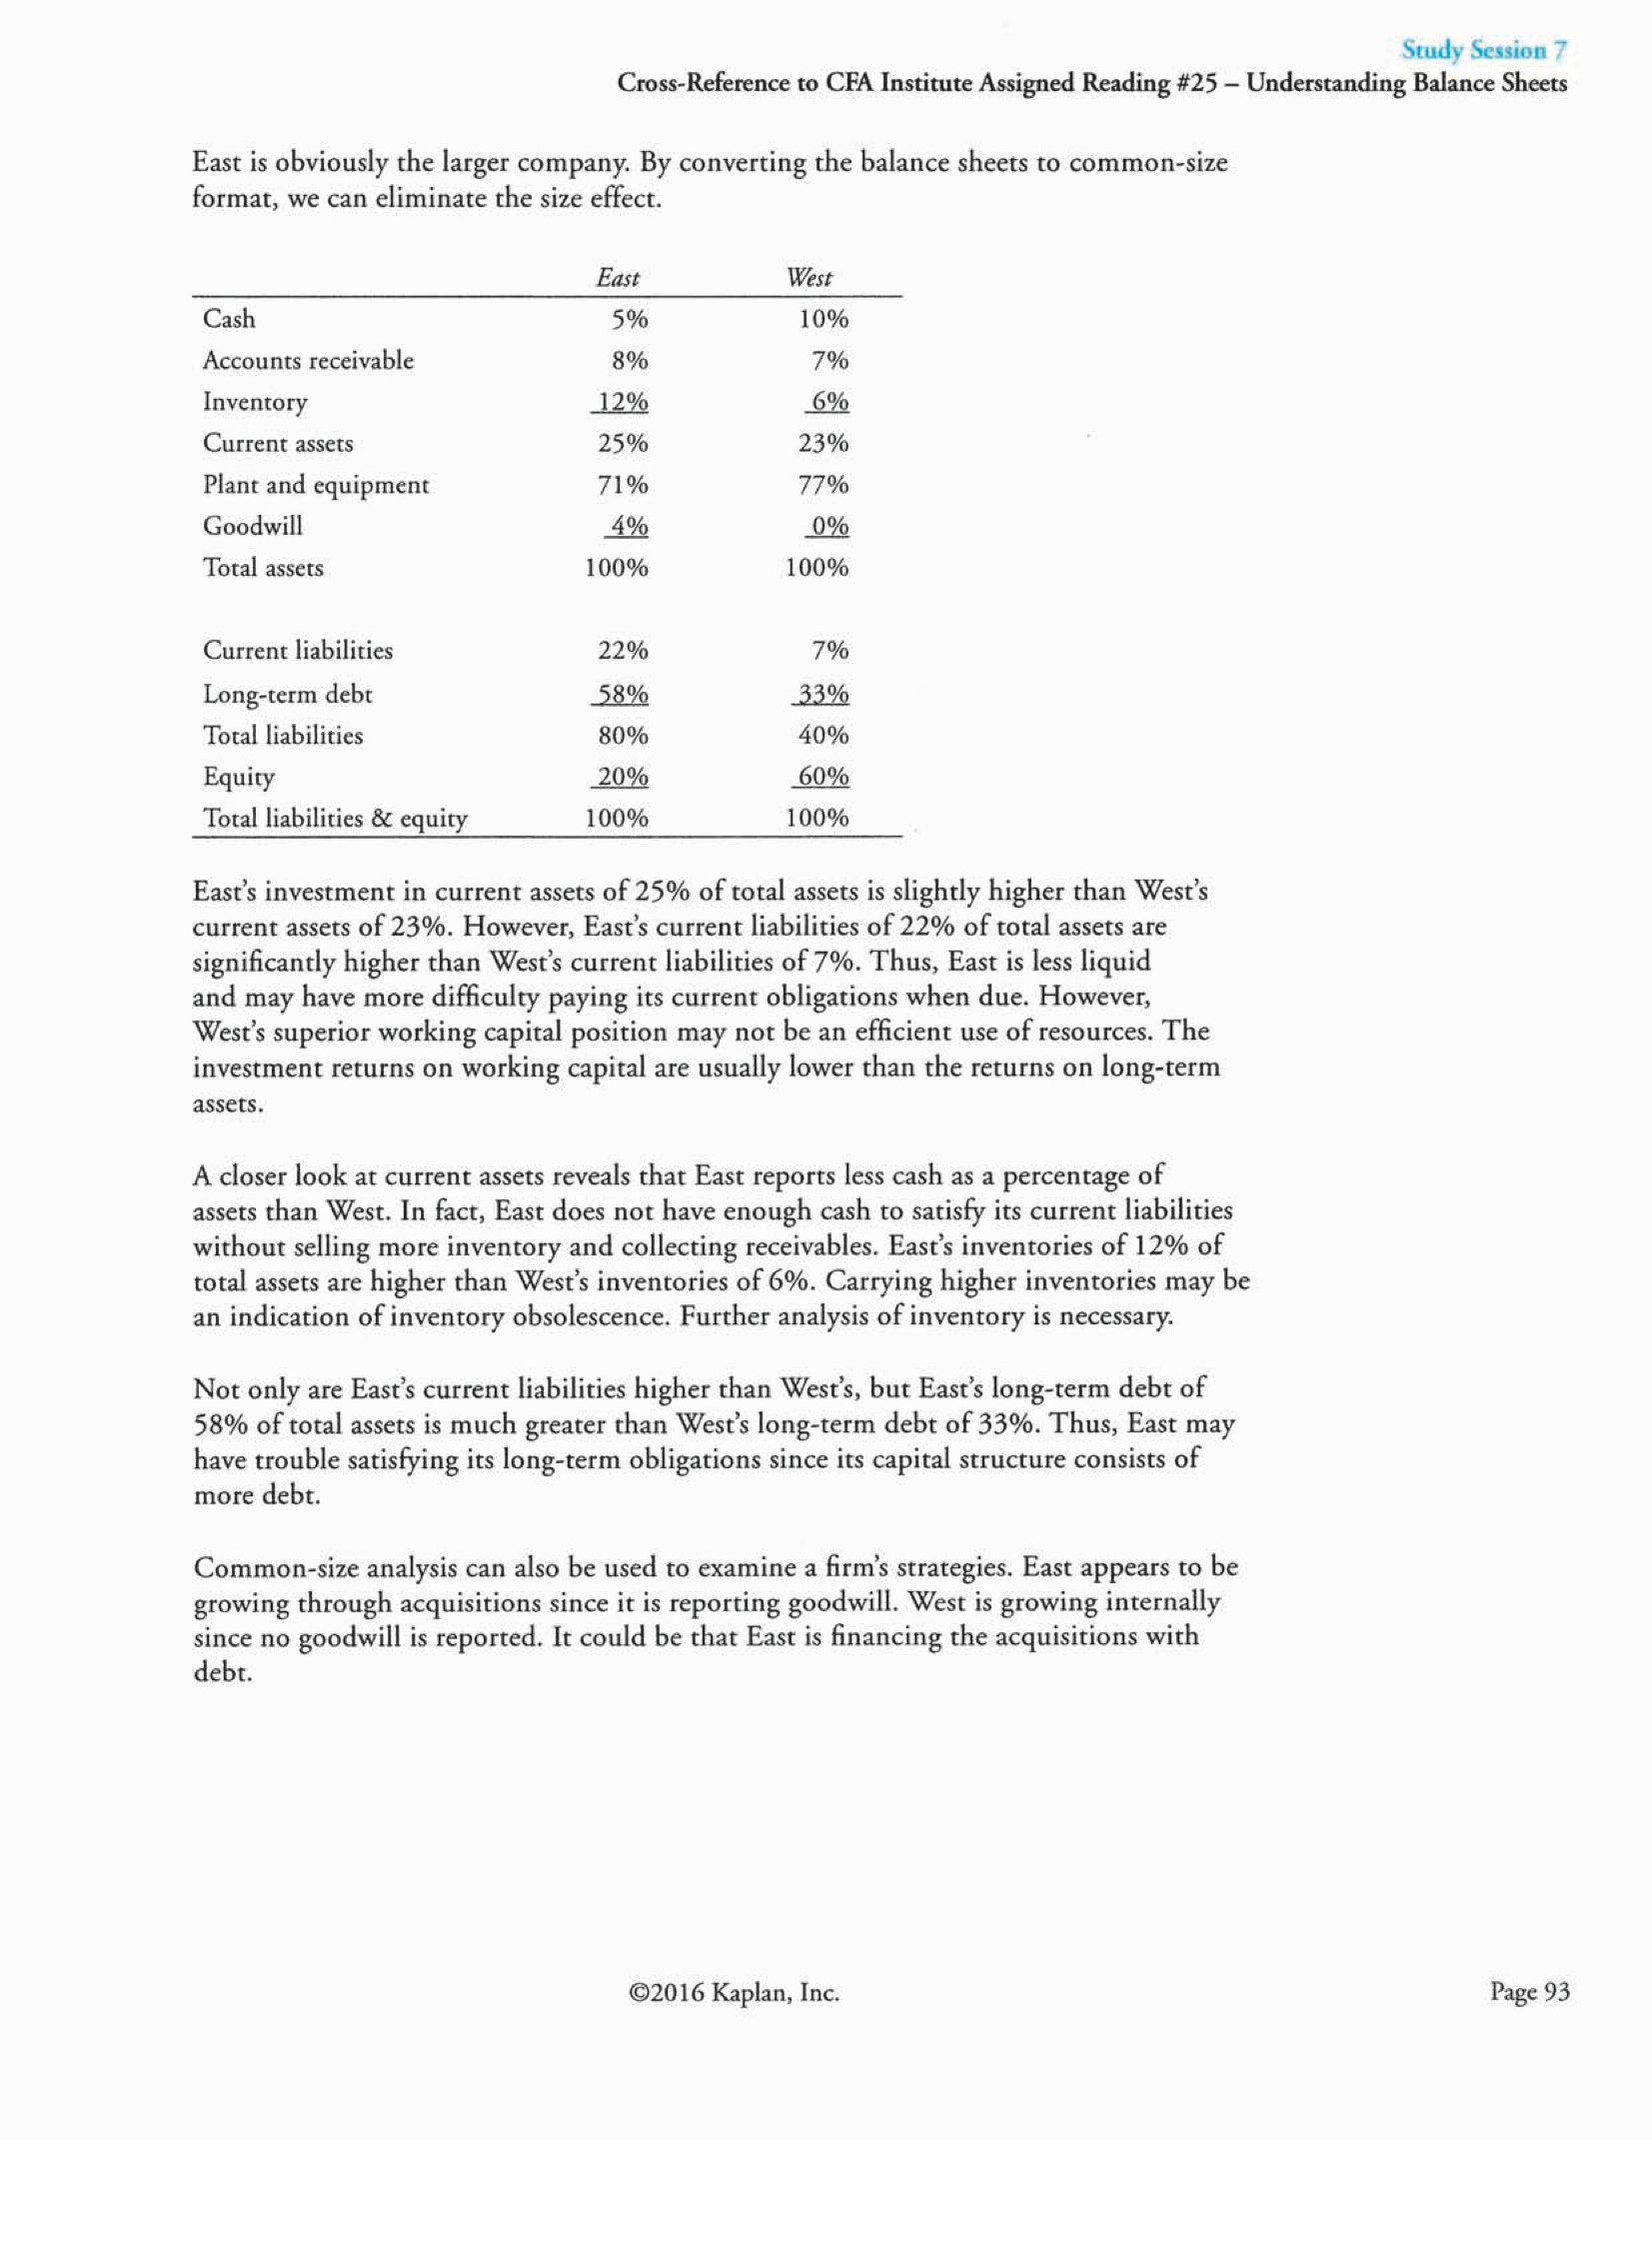 Study Session 7
Cross-Reference to CFA Institute Assigned Reading #25 – Understanding Balance Sheets
East is obviously the larger company. By converting the balance sheets to common-size
format, we can eliminate the size effect.
East West
Cash 5% 10%
Accounts receivable 8% 7%
Inventory 12% 6%
Current assets 25% 23%
Plant and equipment 71% 77%
Goodwill 4% 0%
Total assets 100% 100%
Current liabilities 22% 7%
Long-term debt 58% 33%
Total liabilities 80% 40%
Equity 20% 60%
Total liabilities & equity 100% 100%
East's investment in current assets of 25% of total assets is slightly higher than West's
current assets of 23%. However, East's current liabilities of 22% of total assets are
significantly higher than West's current liabilities of 7%. Thus, East is less liquid
and may have more difficulty paying its current obligations when due. However,
West's superior working capital position may not be an efficient use of resources. The
investment returns on working capital are usually lower than the returns on long-term
assets.
A closer look at current assets reveals that East reports less cash as a percentage of
assets than West. In fact, East does not have enough cash to satisfy its current liabilities
without selling more inventory and collecting receivables. East's inventories of 12% of
total assets are higher than West's inventories of 6%. Carrying higher inventories may be
an indication of inventory obsolescence. Further analysis of inventory is necessary.
Not only are East's current liabilities higher than West's, but East's long-term debt of
58% of total assets is much greater than West's long-term debt of 33%. Thus, East may
have trouble satisfying its long-term obligations since its capital structure consists of
more debt.
Common-size analysis can also be used to examine a firm's strategies. East appears to be
growing through acquisitions since it is reporting goodwill. West is growing internally
since no goodwill is reported. It could be that East is financing the acquisitions with
debt.
©2016 Kaplan, Inc. Page 93